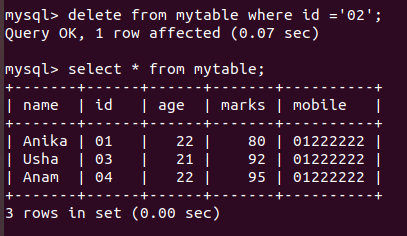 mysql> delete from mytable where id ='02';
Query OK, 1 row affected (0.07 sec)
mysql> select * from mytable;
+-------+------+------+-------+----------+
| name  | id   | age  | marks | mobile   |
+-------+------+------+-------+----------+
| Anika | 01   |   22 |    80 | 01222222 |
| Usha  | 03   |   21 |    92 | 01222222 |
| Anam  | 04   |   22 |    95 | 01222222 |
+-------+------+------+-------+----------+
3 rows in set (0.00 sec)